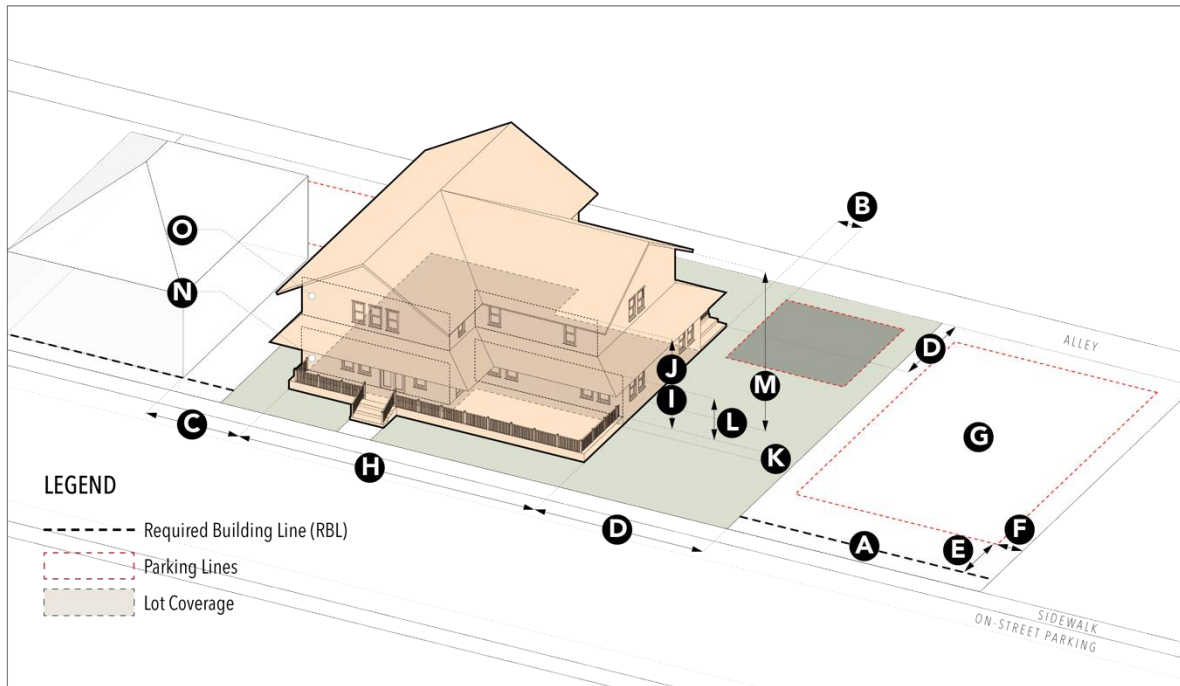 B
O
N
ALLEY
D
J
M
I
L
C
G
K
H
LEGEND
D
A
F
E
Required Building Line (RBL)
Parking Lines
Lot Coverage
SIDEWALK
ON-STREET PARKING